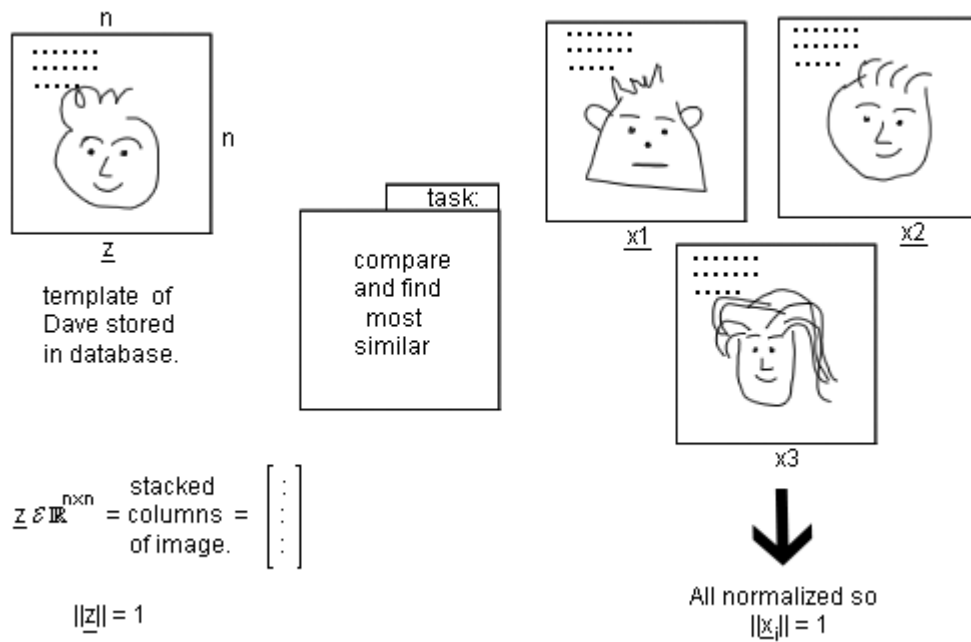 n
n
z
template of
Dave stored
in database.
task:
compare
and find
most
similar
x1
x2
x3
z ℰ ℝ^n×n = stacked columns of image. = [ : : : ]
||z|| = 1
All normalized so
||x_i|| = 1